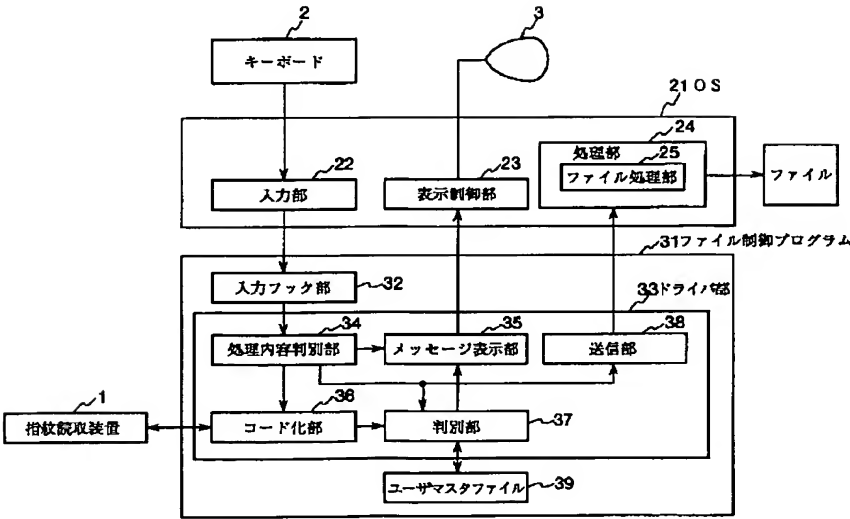 2
キーボード
3
21 OS
22
入力部
23
表示制御部
24
処理部
25
ファイル処理部
ファイル
31ファイル制御プログラム
入力フック部
32
33ドライバ部
34
処理内容判別部
35
メッセージ表示部
38
送信部
1
指紋読取装置
36
コード化部
判別部
37
ユーザマスタファイル
39